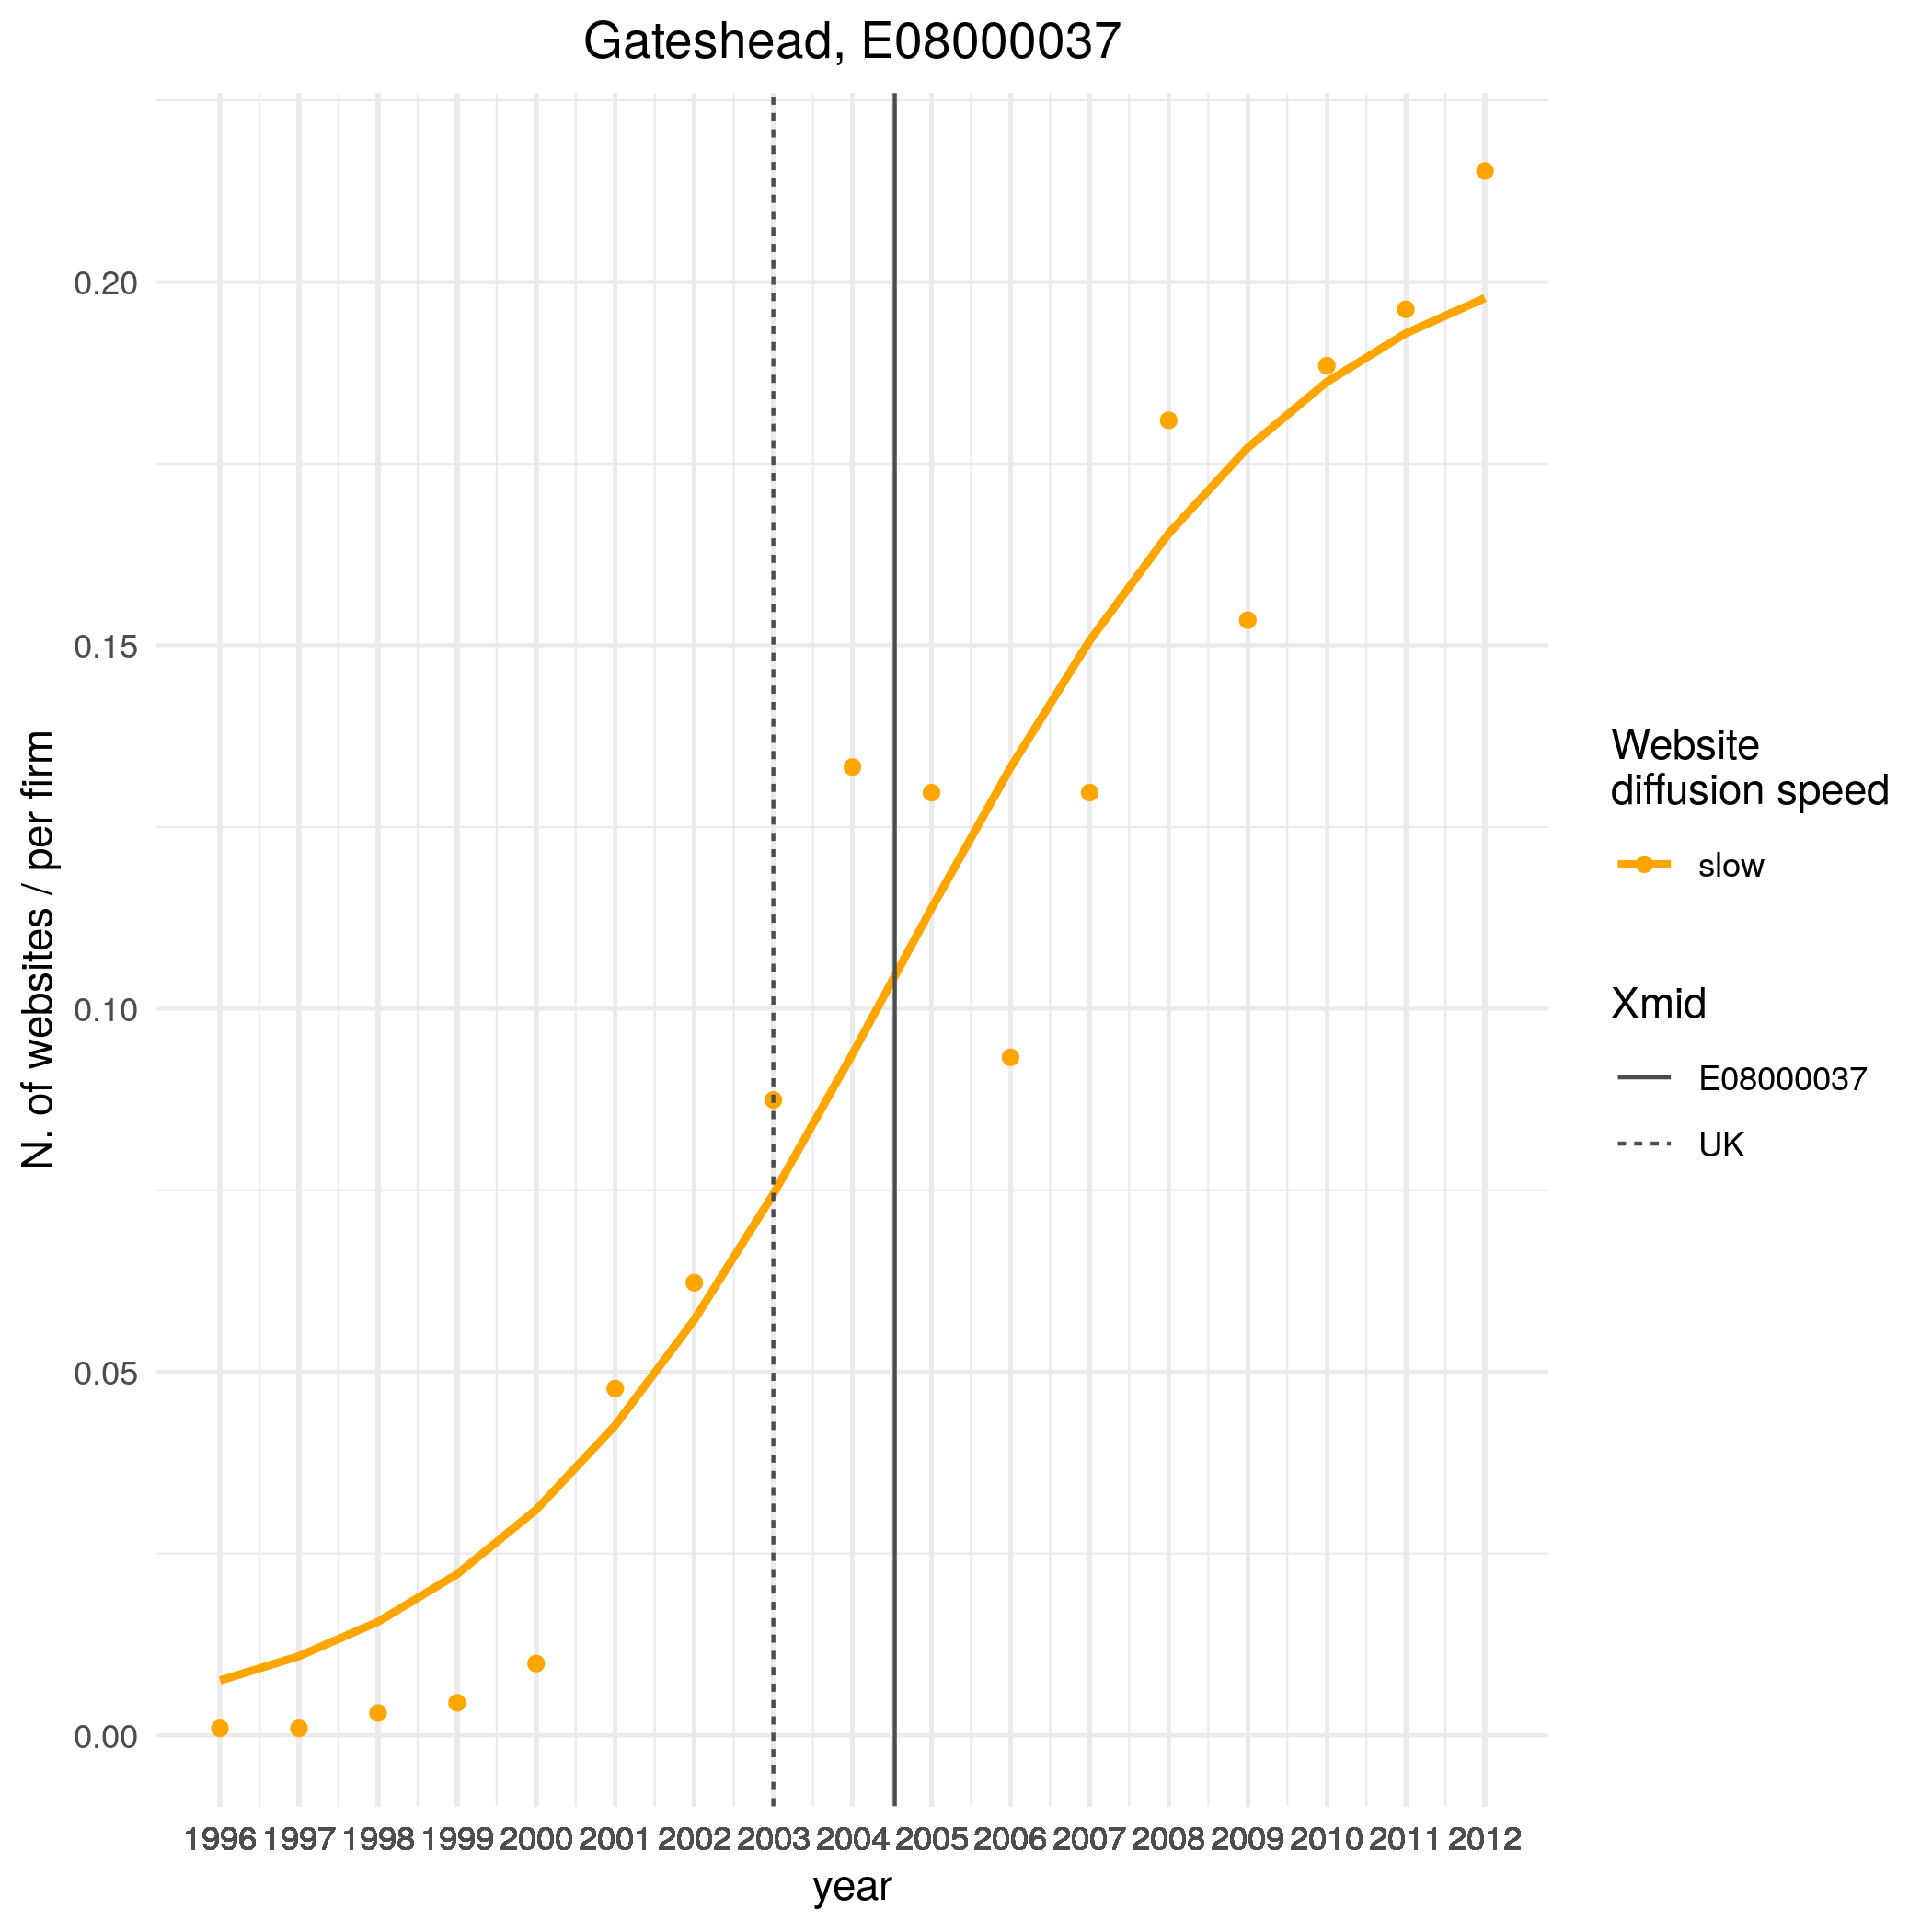 Gateshead, E08000037
N. of websites / per firm
0.20
0.15
0.10
0.05
0.00
1996 1997 1998 1999 2000 2001 2002 2003 2004 2005 2006 2007 2008 2009 2010 2011 2012
year
Website
diffusion speed
slow
Xmid
E08000037
UK